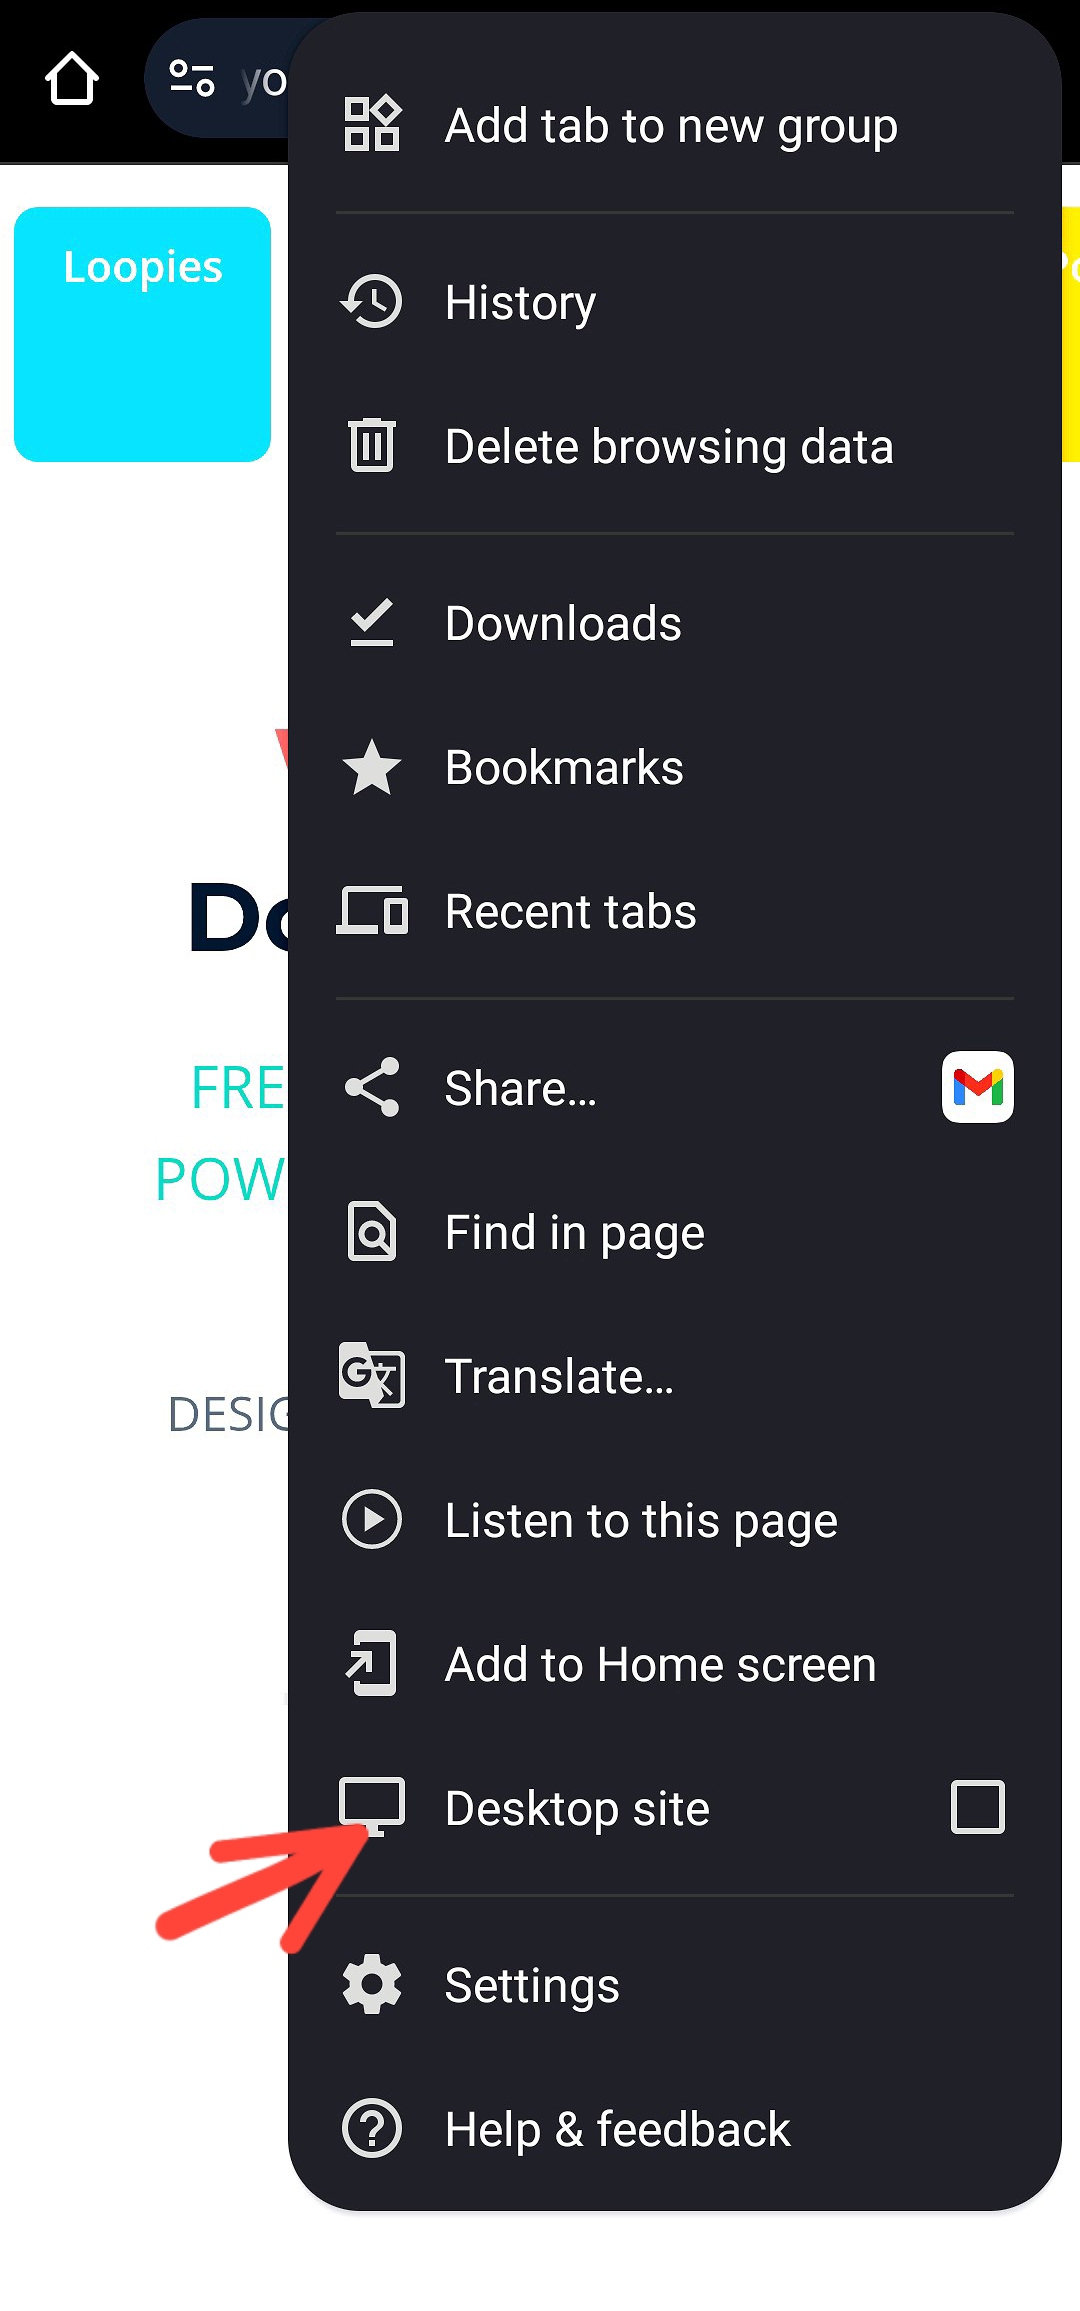 yo
Add tab to new group
Loopies
History
Delete browsing data
Downloads
Bookmarks
Recent tabs
Share...
FRE
POW
Find in page
Translate...
DESIG
Listen to this page
Add to Home screen
Desktop site
Settings
Help & feedback